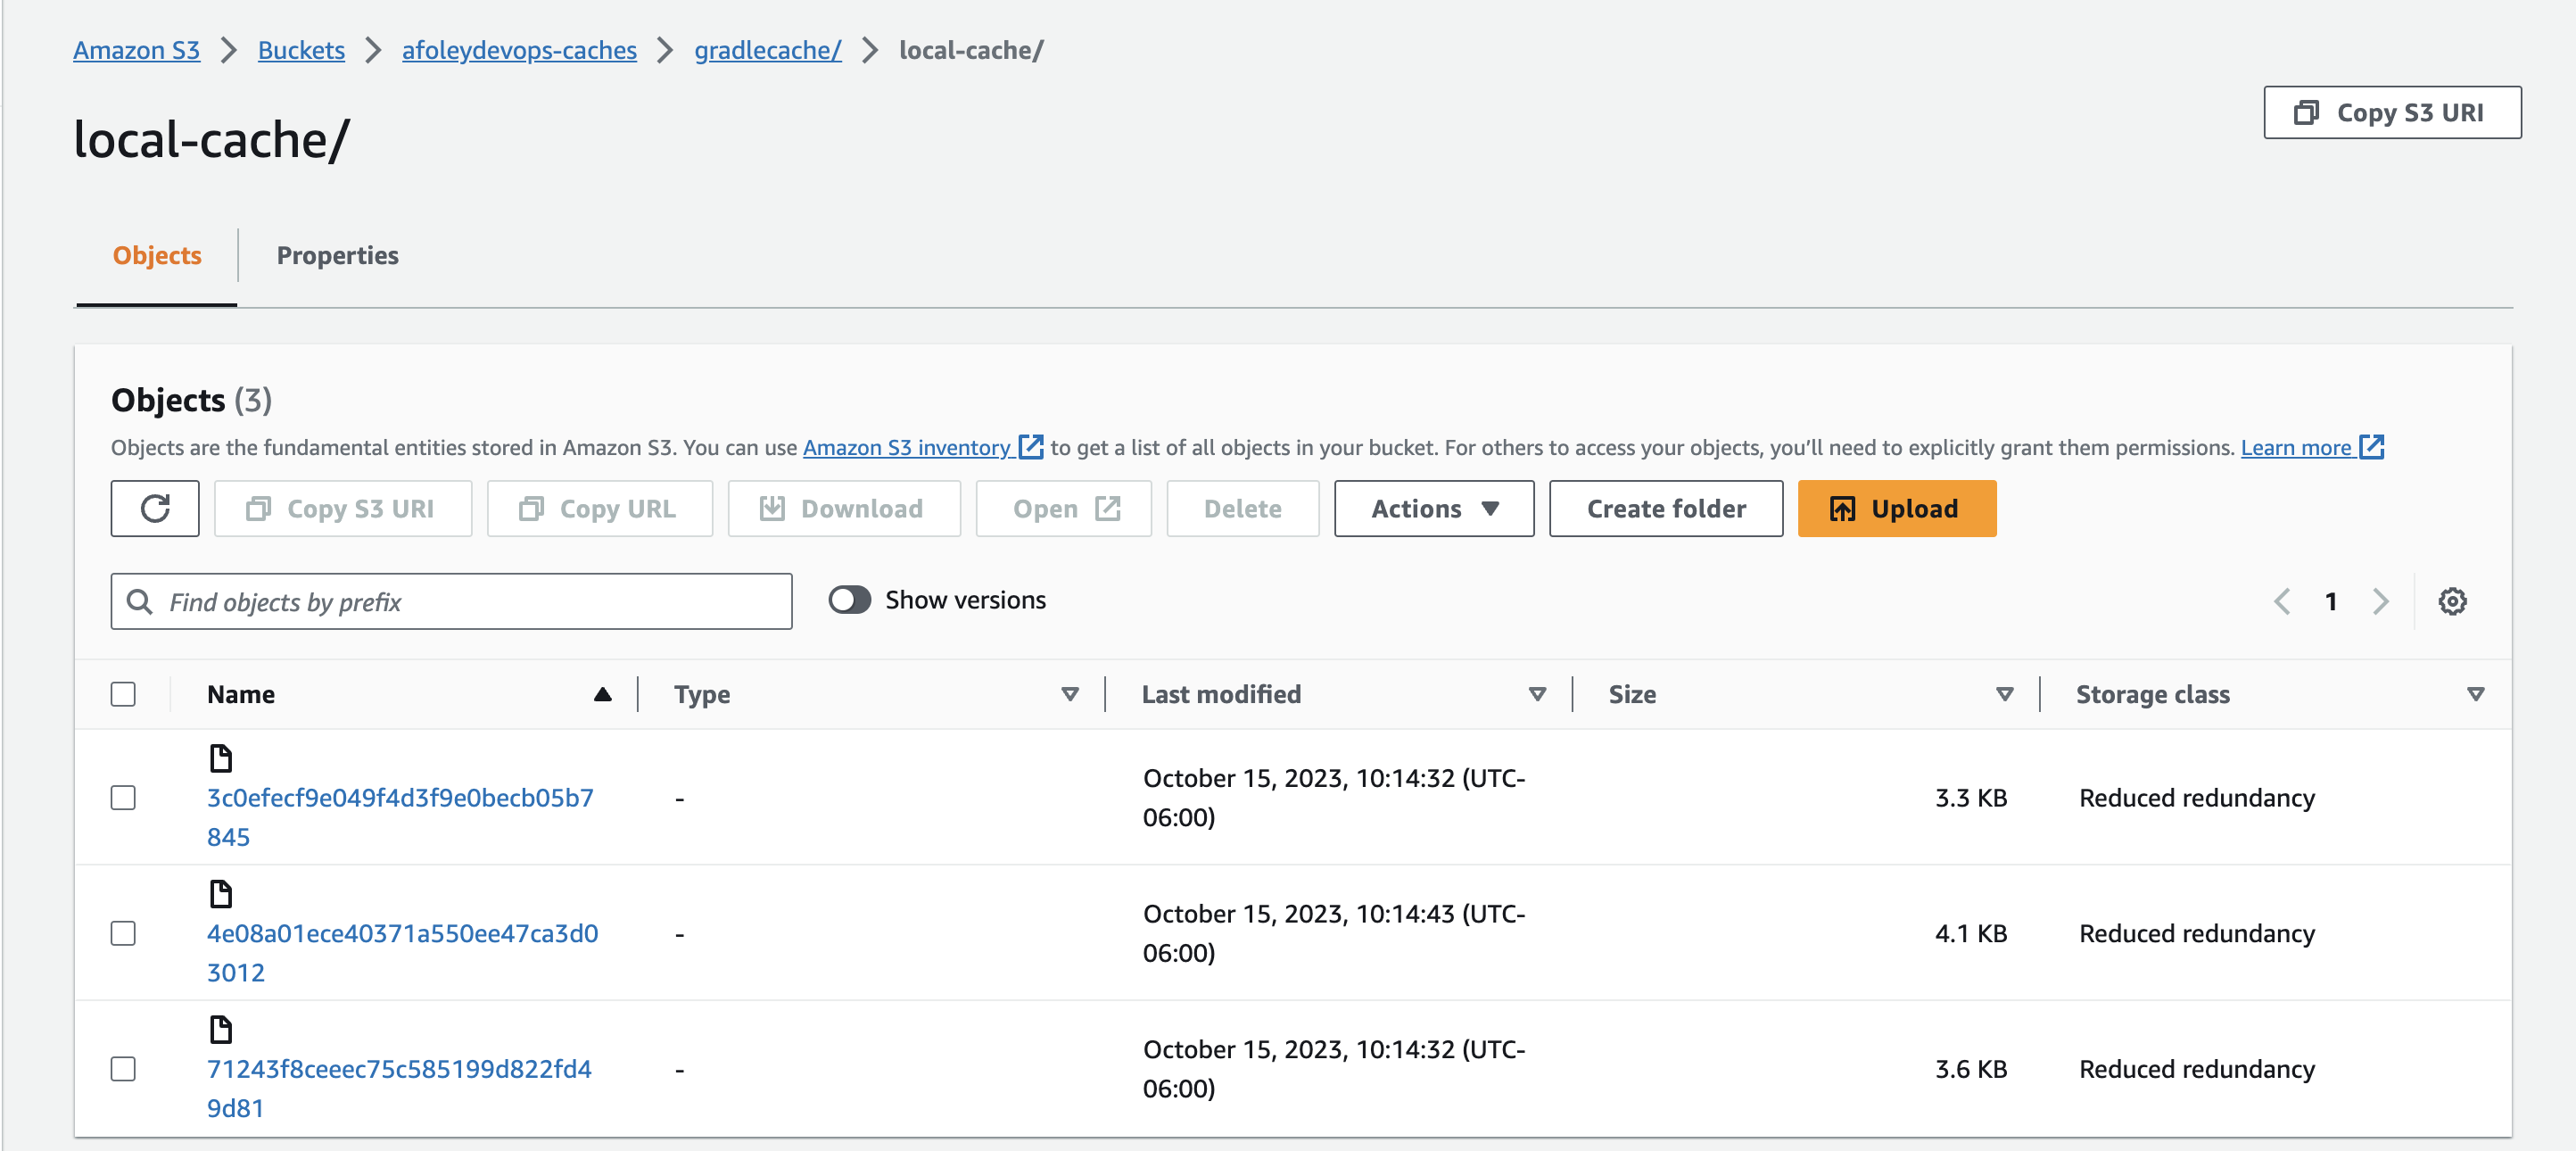 Amazon S3 > Buckets > afoleydevops-caches > gradlecache/ > local-cache/
Copy S3 URI
local-cache/
Objects Properties
Objects (3)
Objects are the fundamental entities stored in Amazon S3. You can use Amazon S3 inventory to get a list of all objects in your bucket. For others to access your objects, you’ll need to explicitly grant them permissions. Learn more
Copy S3 URI Copy URL Download Open Delete Actions Create folder Upload
Find objects by prefix Show versions 1
Name Type Last modified Size Storage class
3c0efecf9e049f4d3f9e0becb05b7
845
-
October 15, 2023, 10:14:32 (UTC-
06:00)
3.3 KB
Reduced redundancy
4e08a01ece40371a550ee47ca3d0
3012
-
October 15, 2023, 10:14:43 (UTC-
06:00)
4.1 KB
Reduced redundancy
71243f8ceeec75c585199d822fd4
9d81
-
October 15, 2023, 10:14:32 (UTC-
06:00)
3.6 KB
Reduced redundancy